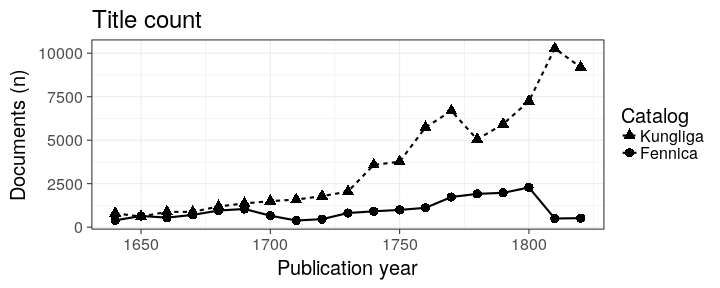 Title count
Documents (n)
10000
7500
5000
2500
0
1650
1700
1750
1800
Publication year
Catalog
Kungliga
Fennica